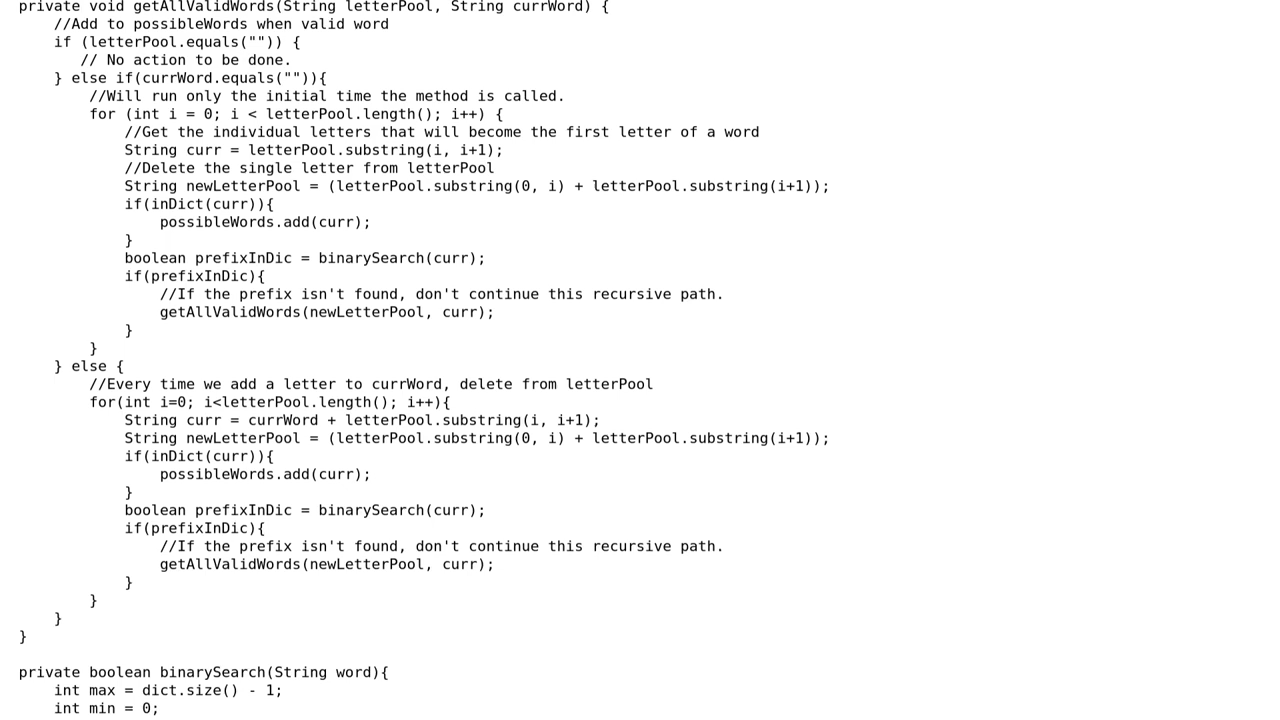 private void getAllValidWords(String letterPool, String currWord) {
    //Add to possibleWords when valid word
    if (letterPool.equals("")) {
       // No action to be done.
    } else if(currWord.equals("")){
        //Will run only the initial time the method is called.
        for (int i = 0; i < letterPool.length(); i++) {
            //Get the individual letters that will become the first letter of a word
            String curr = letterPool.substring(i, i+1);
            //Delete the single letter from letterPool
            String newLetterPool = (letterPool.substring(0, i) + letterPool.substring(i+1));
            if(inDict(curr)){
                possibleWords.add(curr);
            }
            boolean prefixInDic = binarySearch(curr);
            if(prefixInDic){
                //If the prefix isn't found, don't continue this recursive path.
                getAllValidWords(newLetterPool, curr);
            }
        }
    } else {
        //Every time we add a letter to currWord, delete from letterPool
        for(int i=0; i<letterPool.length(); i++){
            String curr = currWord + letterPool.substring(i, i+1);
            String newLetterPool = (letterPool.substring(0, i) + letterPool.substring(i+1));
            if(inDict(curr)){
                possibleWords.add(curr);
            }
            boolean prefixInDic = binarySearch(curr);
            if(prefixInDic){
                //If the prefix isn't found, don't continue this recursive path.
                getAllValidWords(newLetterPool, curr);
            }
        }
    }
}

private boolean binarySearch(String word){
    int max = dict.size() - 1;
    int min = 0;